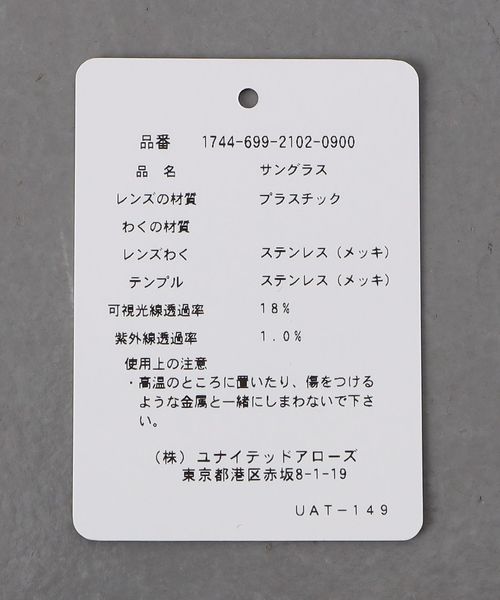 品番 1744-699-2102-0900
品 名 サングラス
レンズの材質 プラスチック
わくの材質
レンズわく ステンレス（メッキ）
テンプル ステンレス（メッキ）
可視光線透過率 18%
紫外線透過率 1.0%
使用上の注意
・高温のところに置いたり、傷をつける
ような金属と一緒にしまわないで下さ
い。
（株）ユナイテッドアローズ
東京都港区赤坂8-1-19
UAT-149